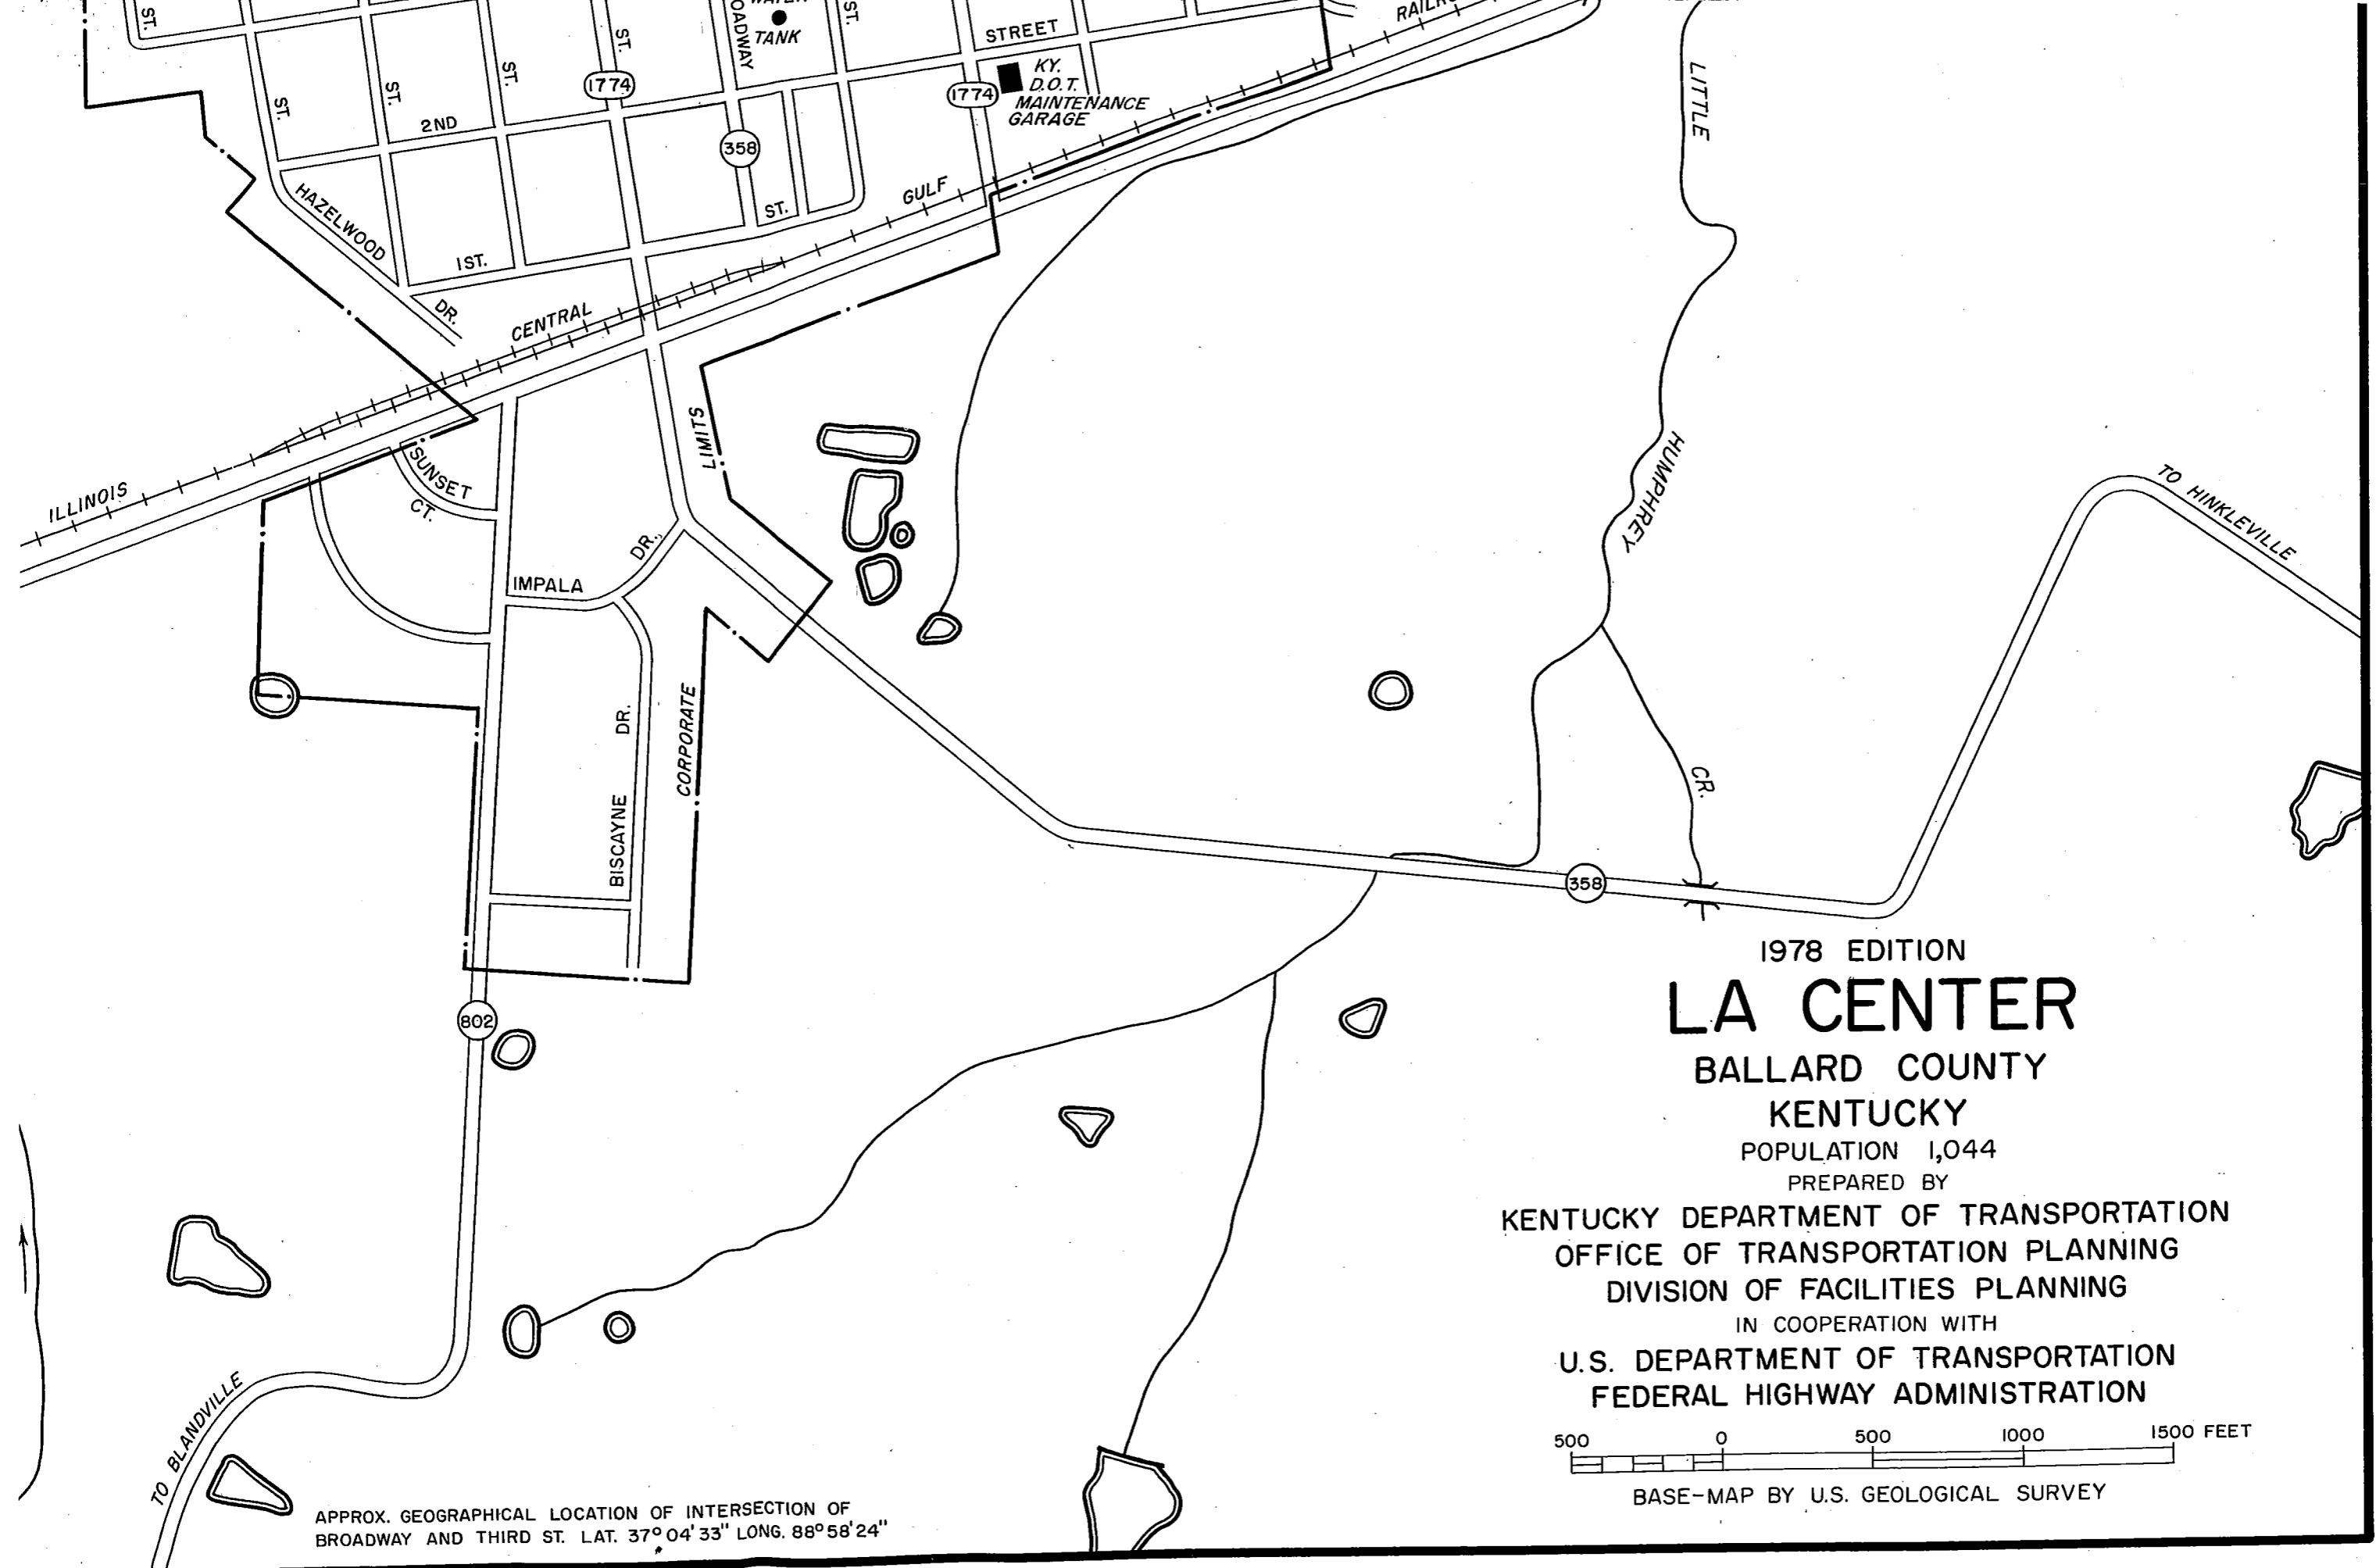 ST.
ST.
ST.
ST.
ST.
TANK
ST.
STREET
1774
358
1774
KY.
D.O.T.
MAINTENANCE
GARAGE
2ND
LITTLE
HAZELWOOD
DR.
1ST.
ST.
ILLINOIS
CENTRAL
GULF
SUNSET
CT.
LIMITS
IMPALA
DR.
BISCAYNE DR.
CORPORATE
HUMPHREY
CR.
TO HINKLEVILLE
358
802
TO BLANDVILLE
1978 EDITION
LA CENTER
BALLARD COUNTY
KENTUCKY
POPULATION 1,044
PREPARED BY
KENTUCKY DEPARTMENT OF TRANSPORTATION
OFFICE OF TRANSPORTATION PLANNING
DIVISION OF FACILITIES PLANNING
IN COOPERATION WITH
U.S. DEPARTMENT OF TRANSPORTATION
FEDERAL HIGHWAY ADMINISTRATION
500 0 500 1000 1500 FEET
BASE-MAP BY U.S. GEOLOGICAL SURVEY
APPROX. GEOGRAPHICAL LOCATION OF INTERSECTION OF
BROADWAY AND THIRD ST. LAT. 37° 04' 33" LONG. 88° 58' 24"